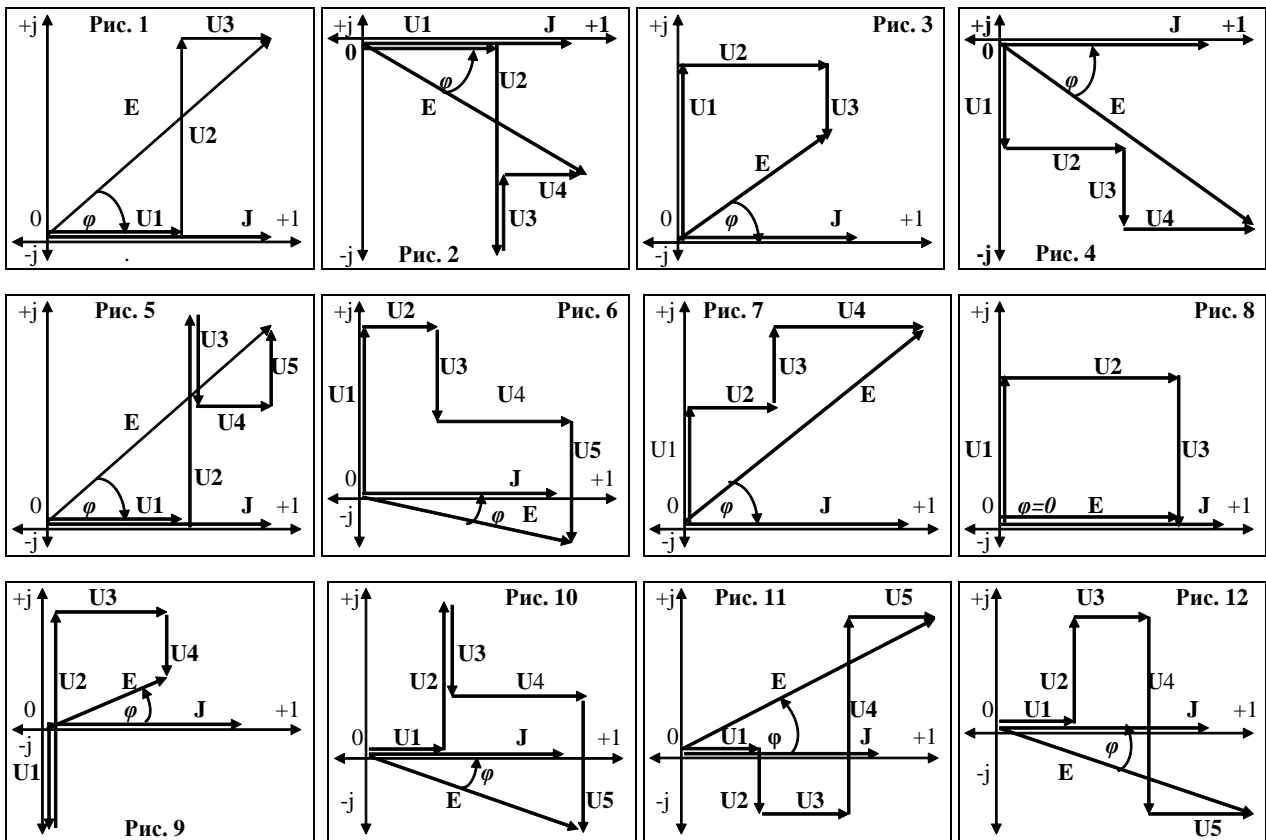 +j Рис. 1 U3
E
U2
0 φ U1 J +1
-j .
+j U1 J +1
0
φ U2
E
U4
U3
-j Рис. 2
+j Рис. 3
U2
U1 U3
E
0 φ J +1
-j
+j J +1
0
φ
U1 E
U2
U3
U4
-j Рис. 4
+j Рис. 5
U3
U5
E U4
U2
0 φ U1 J +1
-j
+j U2 Рис. 6
U3
U1 U4
U5
0 J +1
-j φ E
+j Рис. 7 U4
U3
U2 E
U1
0 φ J +1
-j
+j Рис. 8
U2
U1 U3
0 φ=0 E J +1
-j
+j U3
U4
U2 E
0 φ J +1
-j
U1
Рис. 9
+j Рис. 10
U3
U2 U4
0 U1 J +1
φ
-j E U5
+j Рис. 11 U5
E
U4
0 U1 φ J +1
-j U2 U3
+j U3 Рис. 12
U2 U4
0 U1 J +1
φ
-j E
U5